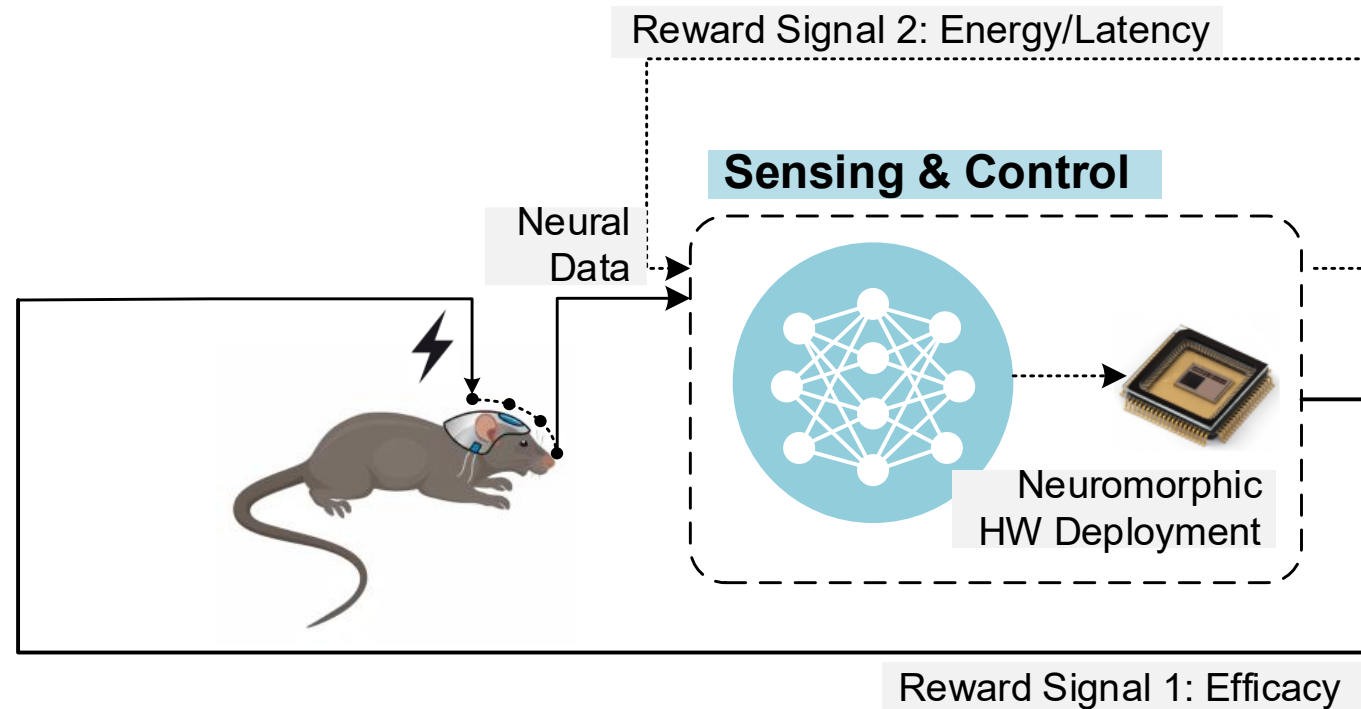 Reward Signal 2: Energy/Latency
Sensing & Control
Neural
Data
Neuromorphic
HW Deployment
Reward Signal 1: Efficacy